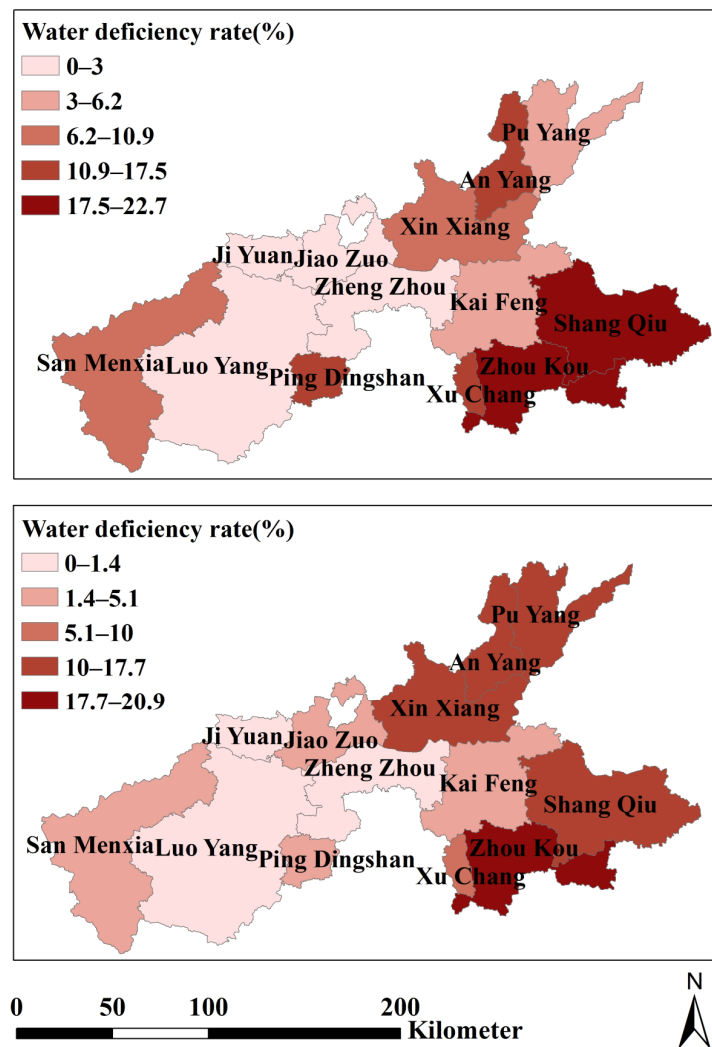 Water deficiency rate(%)
0–3
3–6.2
6.2–10.9
10.9–17.5
17.5–22.7
Pu Yang
An Yang
Xin Xiang
Ji Yuan
Jiao Zuo
Zheng Zhou
Kai Feng
Shang Qiu
San Menxia
Luo Yang
Zhou Kou
Ping Dingshan
Xu Chang
Water deficiency rate(%)
0–1.4
1.4–5.1
5.1–10
10–17.7
17.7–20.9
Pu Yang
An Yang
Xin Xiang
Ji Yuan
Jiao Zuo
Zheng Zhou
Kai Feng
Shang Qiu
San Menxia
Luo Yang
Zhou Kou
Ping Dingshan
Xu Chang
N
0 50 100 200
Kilometer